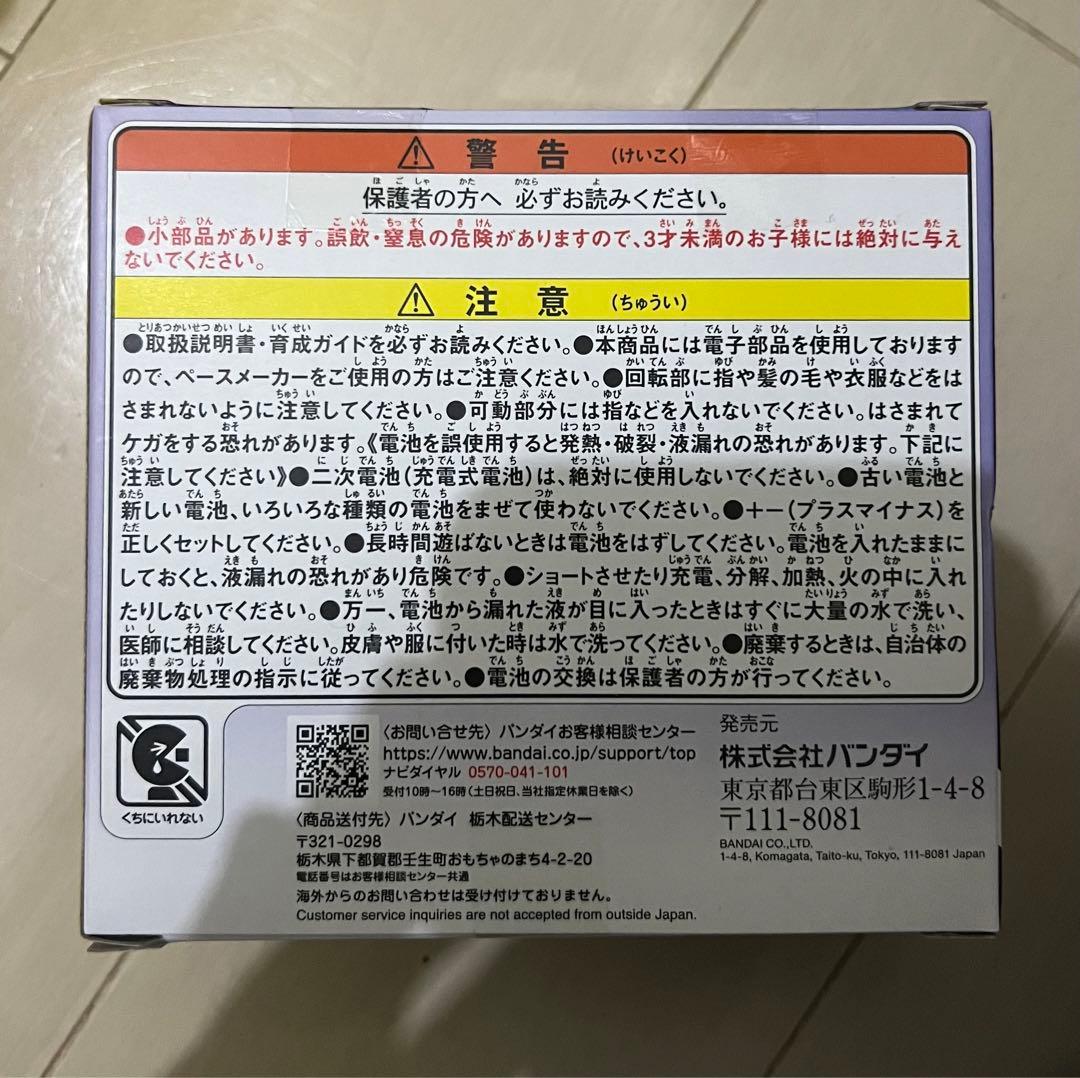 警告 (けいこく)
保護者の方へ 必ずお読みください。
●小部品があります。誤飲・窒息の危険がありますので、3才未満のお子様には絶対に与え
ないでください。
注意 (ちゅうい)
●取扱説明書・育成ガイドを必ずお読みください。●本商品には電子部品を使用しております
ので、ペースメーカーをご使用の方はご注意ください。●回転部に指や髪の毛や衣服などをは
さまれないように注意してください。●可動部分には指などを入れないでください。はさまれて
ケガをする恐れがあります。《電池を誤使用すると発熱・破裂・液漏れの恐れがあります。下記に
注意してください》●二次電池(充電式電池)は、絶対に使用しないでください。●古い電池と
新しい電池、いろいろな種類の電池をまぜて使わないでください。●+−(プラスマイナス)を
正しくセットしてください。●長時間遊ばないときは電池をはずしてください。電池を入れたままに
しておくと、液漏れの恐れがあり危険です。●ショートさせたり充電、分解、加熱、火の中に入れ
たりしないでください。●万一、電池から漏れた液が目に入ったときはすぐに大量の水で洗い、
医師に相談してください。皮膚や服に付いた時は水で洗ってください。●廃棄するときは、自治体の
廃棄物処理の指示に従ってください。●電池の交換は保護者の方が行ってください。
くちにいれない
〈お問い合せ先〉バンダイお客様相談センター
https://www.bandai.co.jp/support/top
ナビダイヤル 0570-041-101
受付10時〜16時(土日祝日、当社指定休業日を除く)
〈商品送付先〉バンダイ 栃木配送センター
〒321-0298
栃木県下都賀郡壬生町おもちゃのまち4-2-20
電話番号はお客様相談センター共通
海外からのお問い合わせは受け付けておりません。
Customer service inquiries are not accepted from outside Japan.
発売元
株式会社バンダイ
東京都台東区駒形1-4-8
〒111-8081
BANDAI CO.,LTD.
1-4-8, Komagata, Taito-ku, Tokyo, 111-8081 Japan